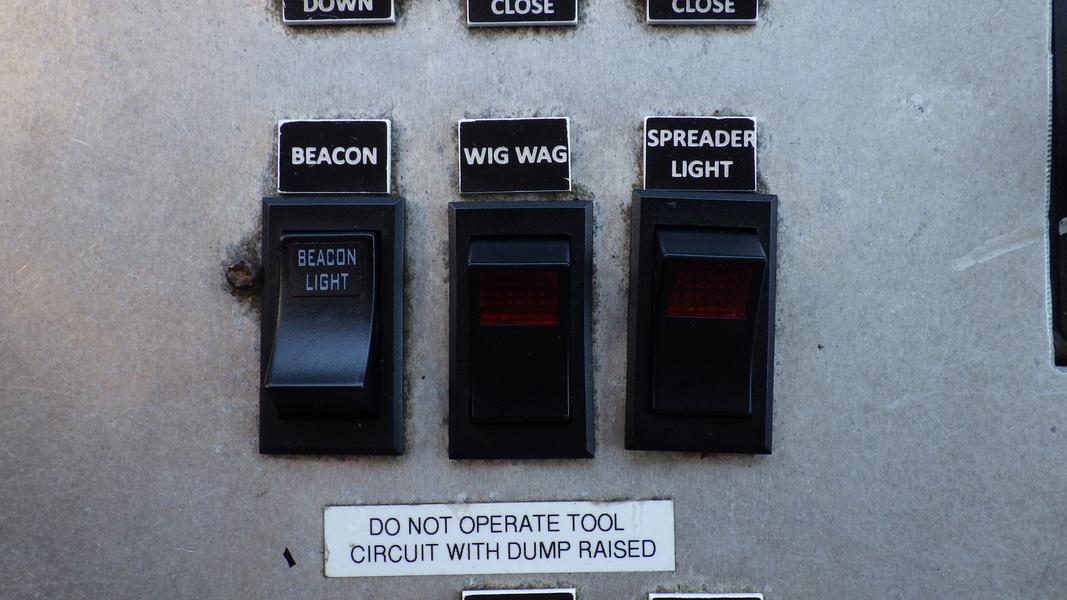 DOWN
CLOSE
CLOSE
BEACON
WIG WAG
SPREADER
LIGHT
BEACON
LIGHT
DO NOT OPERATE TOOL
CIRCUIT WITH DUMP RAISED